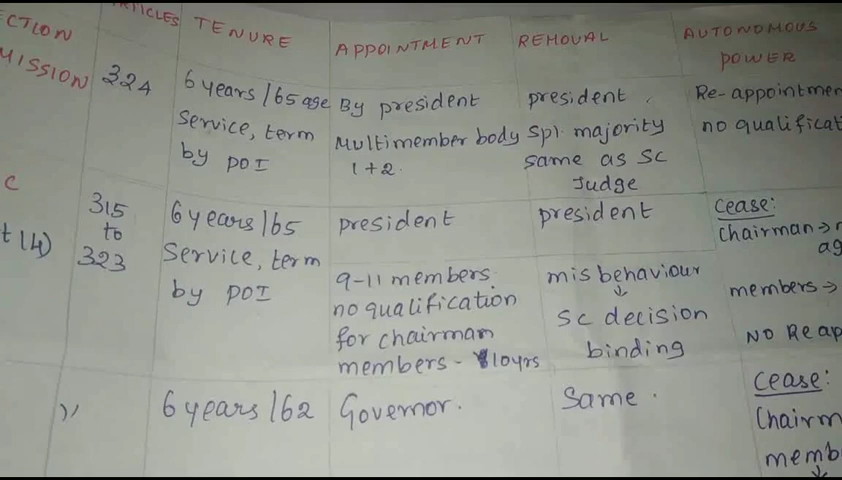 ARTICLES TENURE APPOINTMENT REMOVAL AUTONOMOUS POWER
ECTION
MISSION
324
6 years / 65 age
Service, term
by POI
By president
Multimember body
1+2.
president,
Spl. majority
same as SC
Judge
Re-appointmen
no qualificat
C
t 14)
315
to
323
6 years / 65
Service, term
by POI
president
9-11 members
no qualification
for chairman
members - 10yrs
president
misbehaviour
↓
SC decision
binding
Cease:
Chairman →
ag
members →
No Reap
))
6 years / 62
Governor.
Same.
Cease:
Chairm
memb
↓